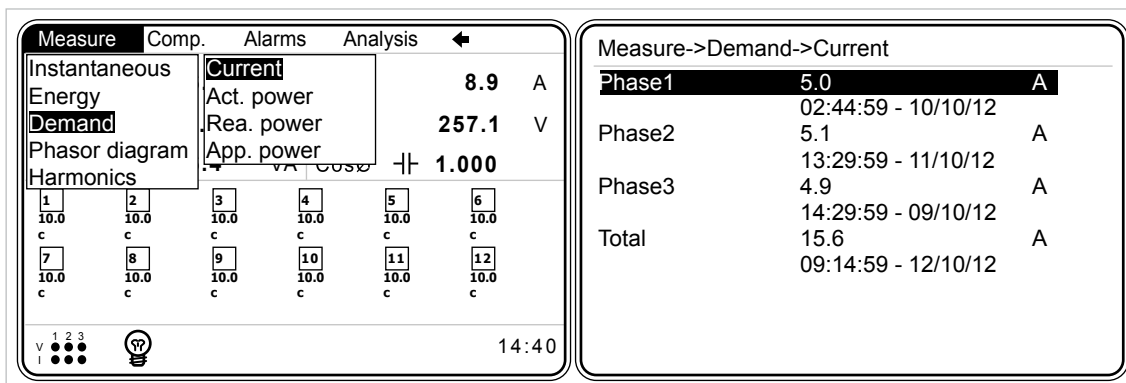 Measure Comp. Alarms Analysis
Instantaneous Current 8.9 A
Energy Act. power
Demand Rea. power 257.1 V
Phasor diagram App. power
VA CosØ 1.000
Harmonics
1 2 3 4 5 6
10.0 10.0 10.0 10.0 10.0 10.0
c c c c c c
7 8 9 10 11 12
10.0 10.0 10.0 10.0 10.0 10.0
c c c c c c
1 2 3
V
I
14:40
Measure->Demand->Current
Phase1 5.0 A
02:44:59 - 10/10/12
Phase2 5.1 A
13:29:59 - 11/10/12
Phase3 4.9 A
14:29:59 - 09/10/12
Total 15.6 A
09:14:59 - 12/10/12